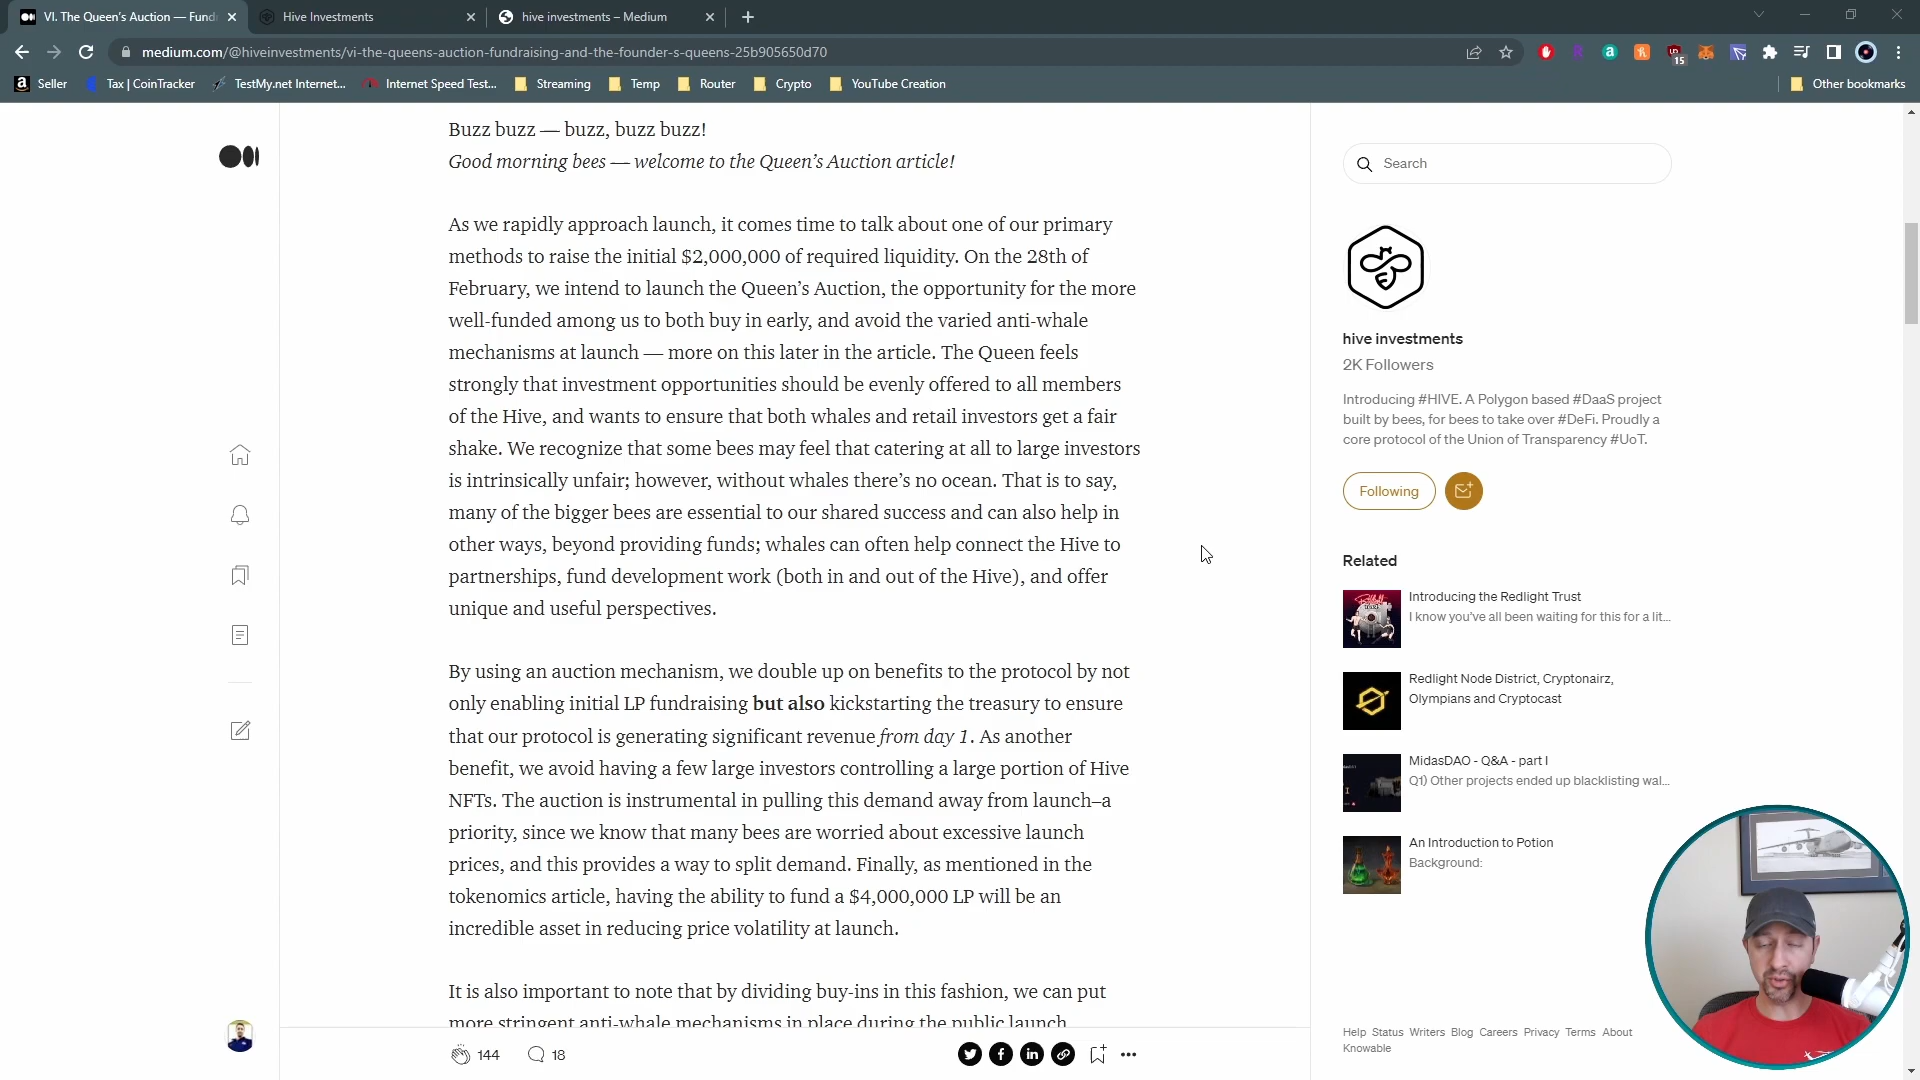 VI. The Queen's Auction — Fundr
Hive Investments
hive investments – Medium
medium.com/@hiveinvestments/vi-the-queens-auction-fundraising-and-the-founder-s-queens-25b905650d70
15
Seller
Tax | CoinTracker
TestMy.net Internet...
Internet Speed Test...
Streaming
Temp
Router
Crypto
YouTube Creation
Other bookmarks
Buzz buzz — buzz, buzz buzz!
Good morning bees — welcome to the Queen's Auction article!
As we rapidly approach launch, it comes time to talk about one of our primary
methods to raise the initial $2,000,000 of required liquidity. On the 28th of
February, we intend to launch the Queen's Auction, the opportunity for the more
well-funded among us to both buy in early, and avoid the varied anti-whale
mechanisms at launch — more on this later in the article. The Queen feels
strongly that investment opportunities should be evenly offered to all members
of the Hive, and wants to ensure that both whales and retail investors get a fair
shake. We recognize that some bees may feel that catering at all to large investors
is intrinsically unfair; however, without whales there's no ocean. That is to say,
many of the bigger bees are essential to our shared success and can also help in
other ways, beyond providing funds; whales can often help connect the Hive to
partnerships, fund development work (both in and out of the Hive), and offer
unique and useful perspectives.
By using an auction mechanism, we double up on benefits to the protocol by not
only enabling initial LP fundraising but also kickstarting the treasury to ensure
that our protocol is generating significant revenue from day 1. As another
benefit, we avoid having a few large investors controlling a large portion of Hive
NFTs. The auction is instrumental in pulling this demand away from launch–a
priority, since we know that many bees are worried about excessive launch
prices, and this provides a way to split demand. Finally, as mentioned in the
tokenomics article, having the ability to fund a $4,000,000 LP will be an
incredible asset in reducing price volatility at launch.
It is also important to note that by dividing buy-ins in this fashion, we can put
more stringent anti-whale mechanisms in place during the public launch
144
18
Search
hive investments
2K Followers
Introducing #HIVE. A Polygon based #DaaS project
built by bees, for bees to take over #DeFi. Proudly a
core protocol of the Union of Transparency #UoT.
Following
Related
Introducing the Redlight Trust
I know you've all been waiting for this for a lit...
Redlight Node District, Cryptonairz,
Olympians and Cryptocast
MidasDAO - Q&A - part I
Q1) Other projects ended up blacklisting wal...
An Introduction to Potion
Background:
Help Status Writers Blog Careers Privacy Terms About
Knowable